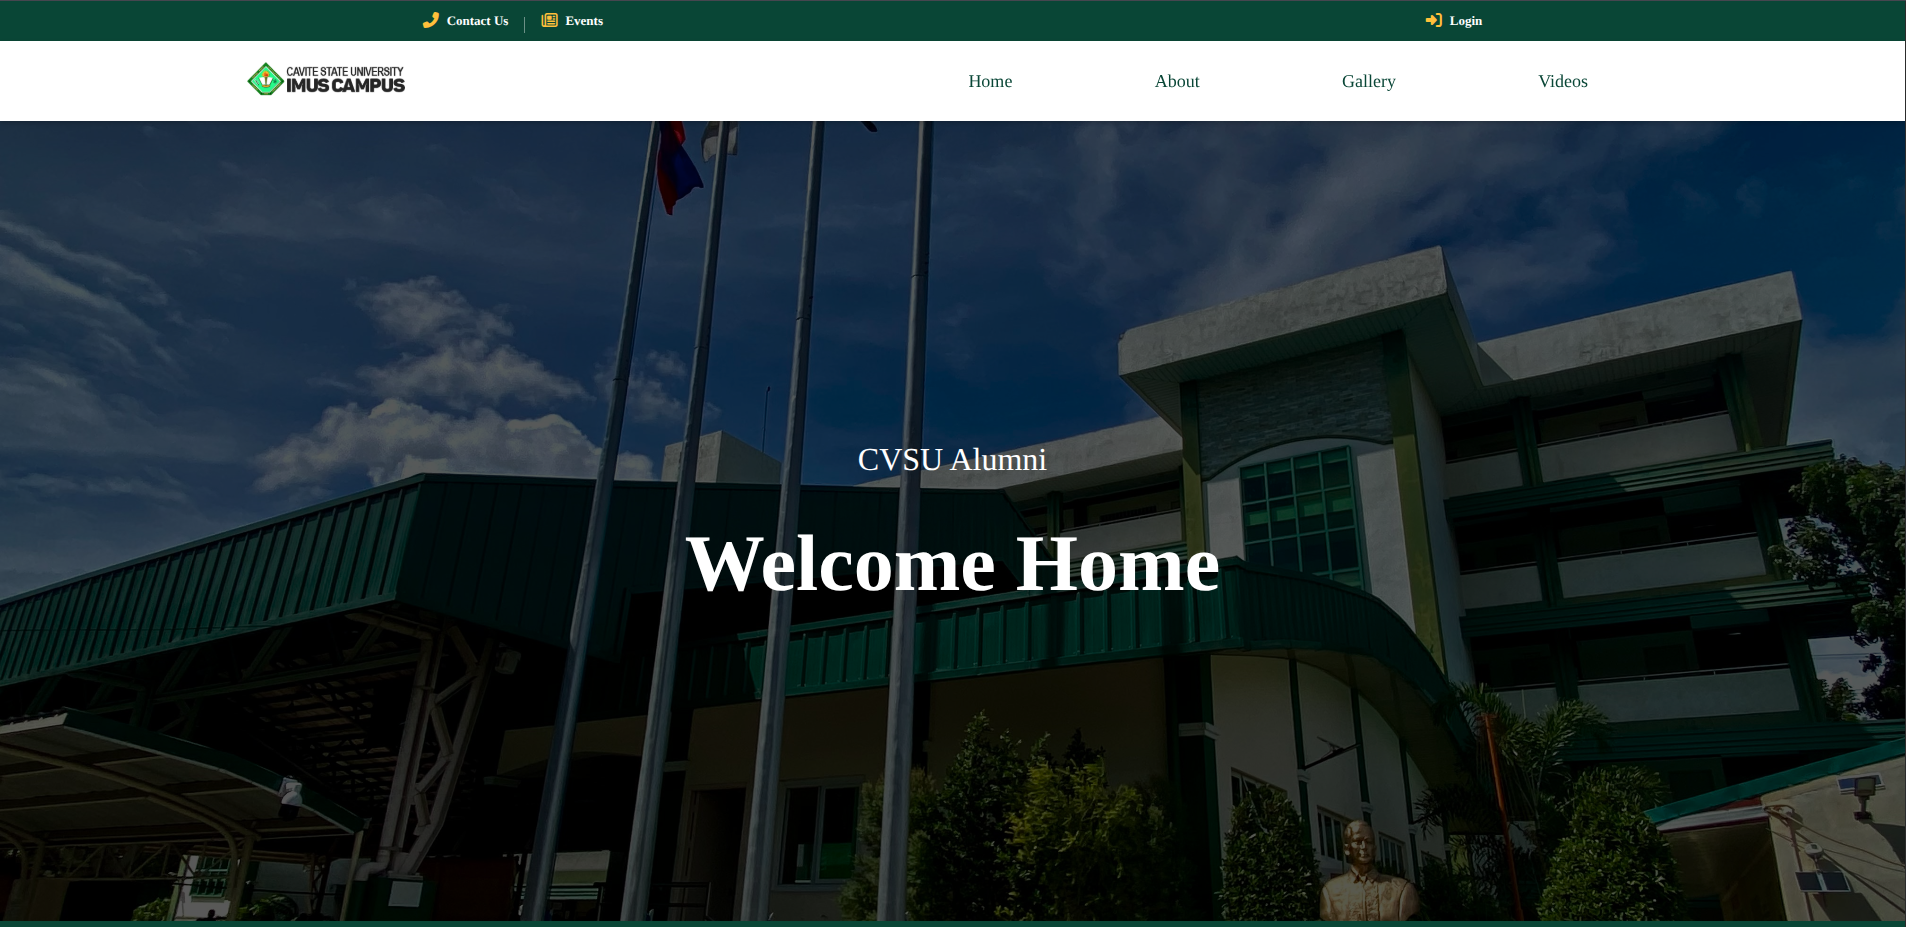 Contact Us
Events
Login
CAVITE STATE UNIVERSITY
IMUS CAMPUS
Home
About
Gallery
Videos
CVSU Alumni
Welcome Home